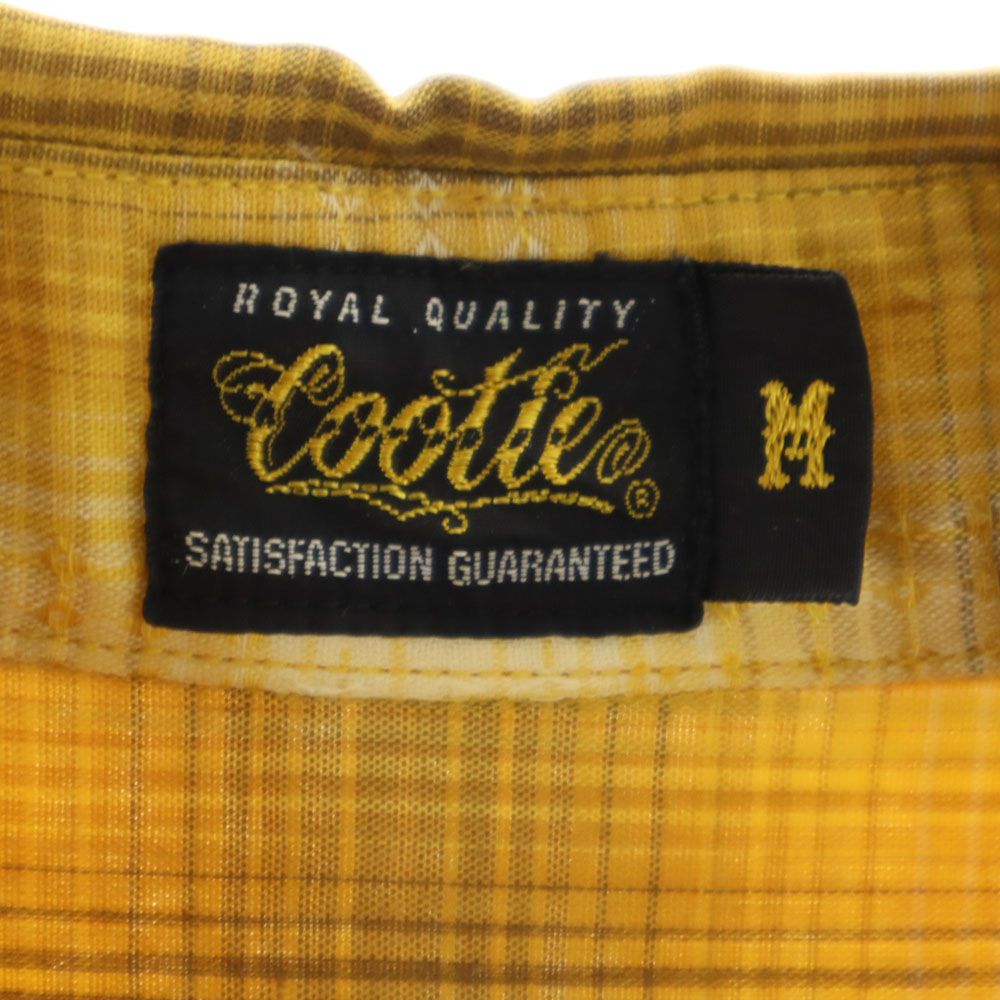 ROYAL QUALITY
Cootie®
M
SATISFACTION GUARANTEED